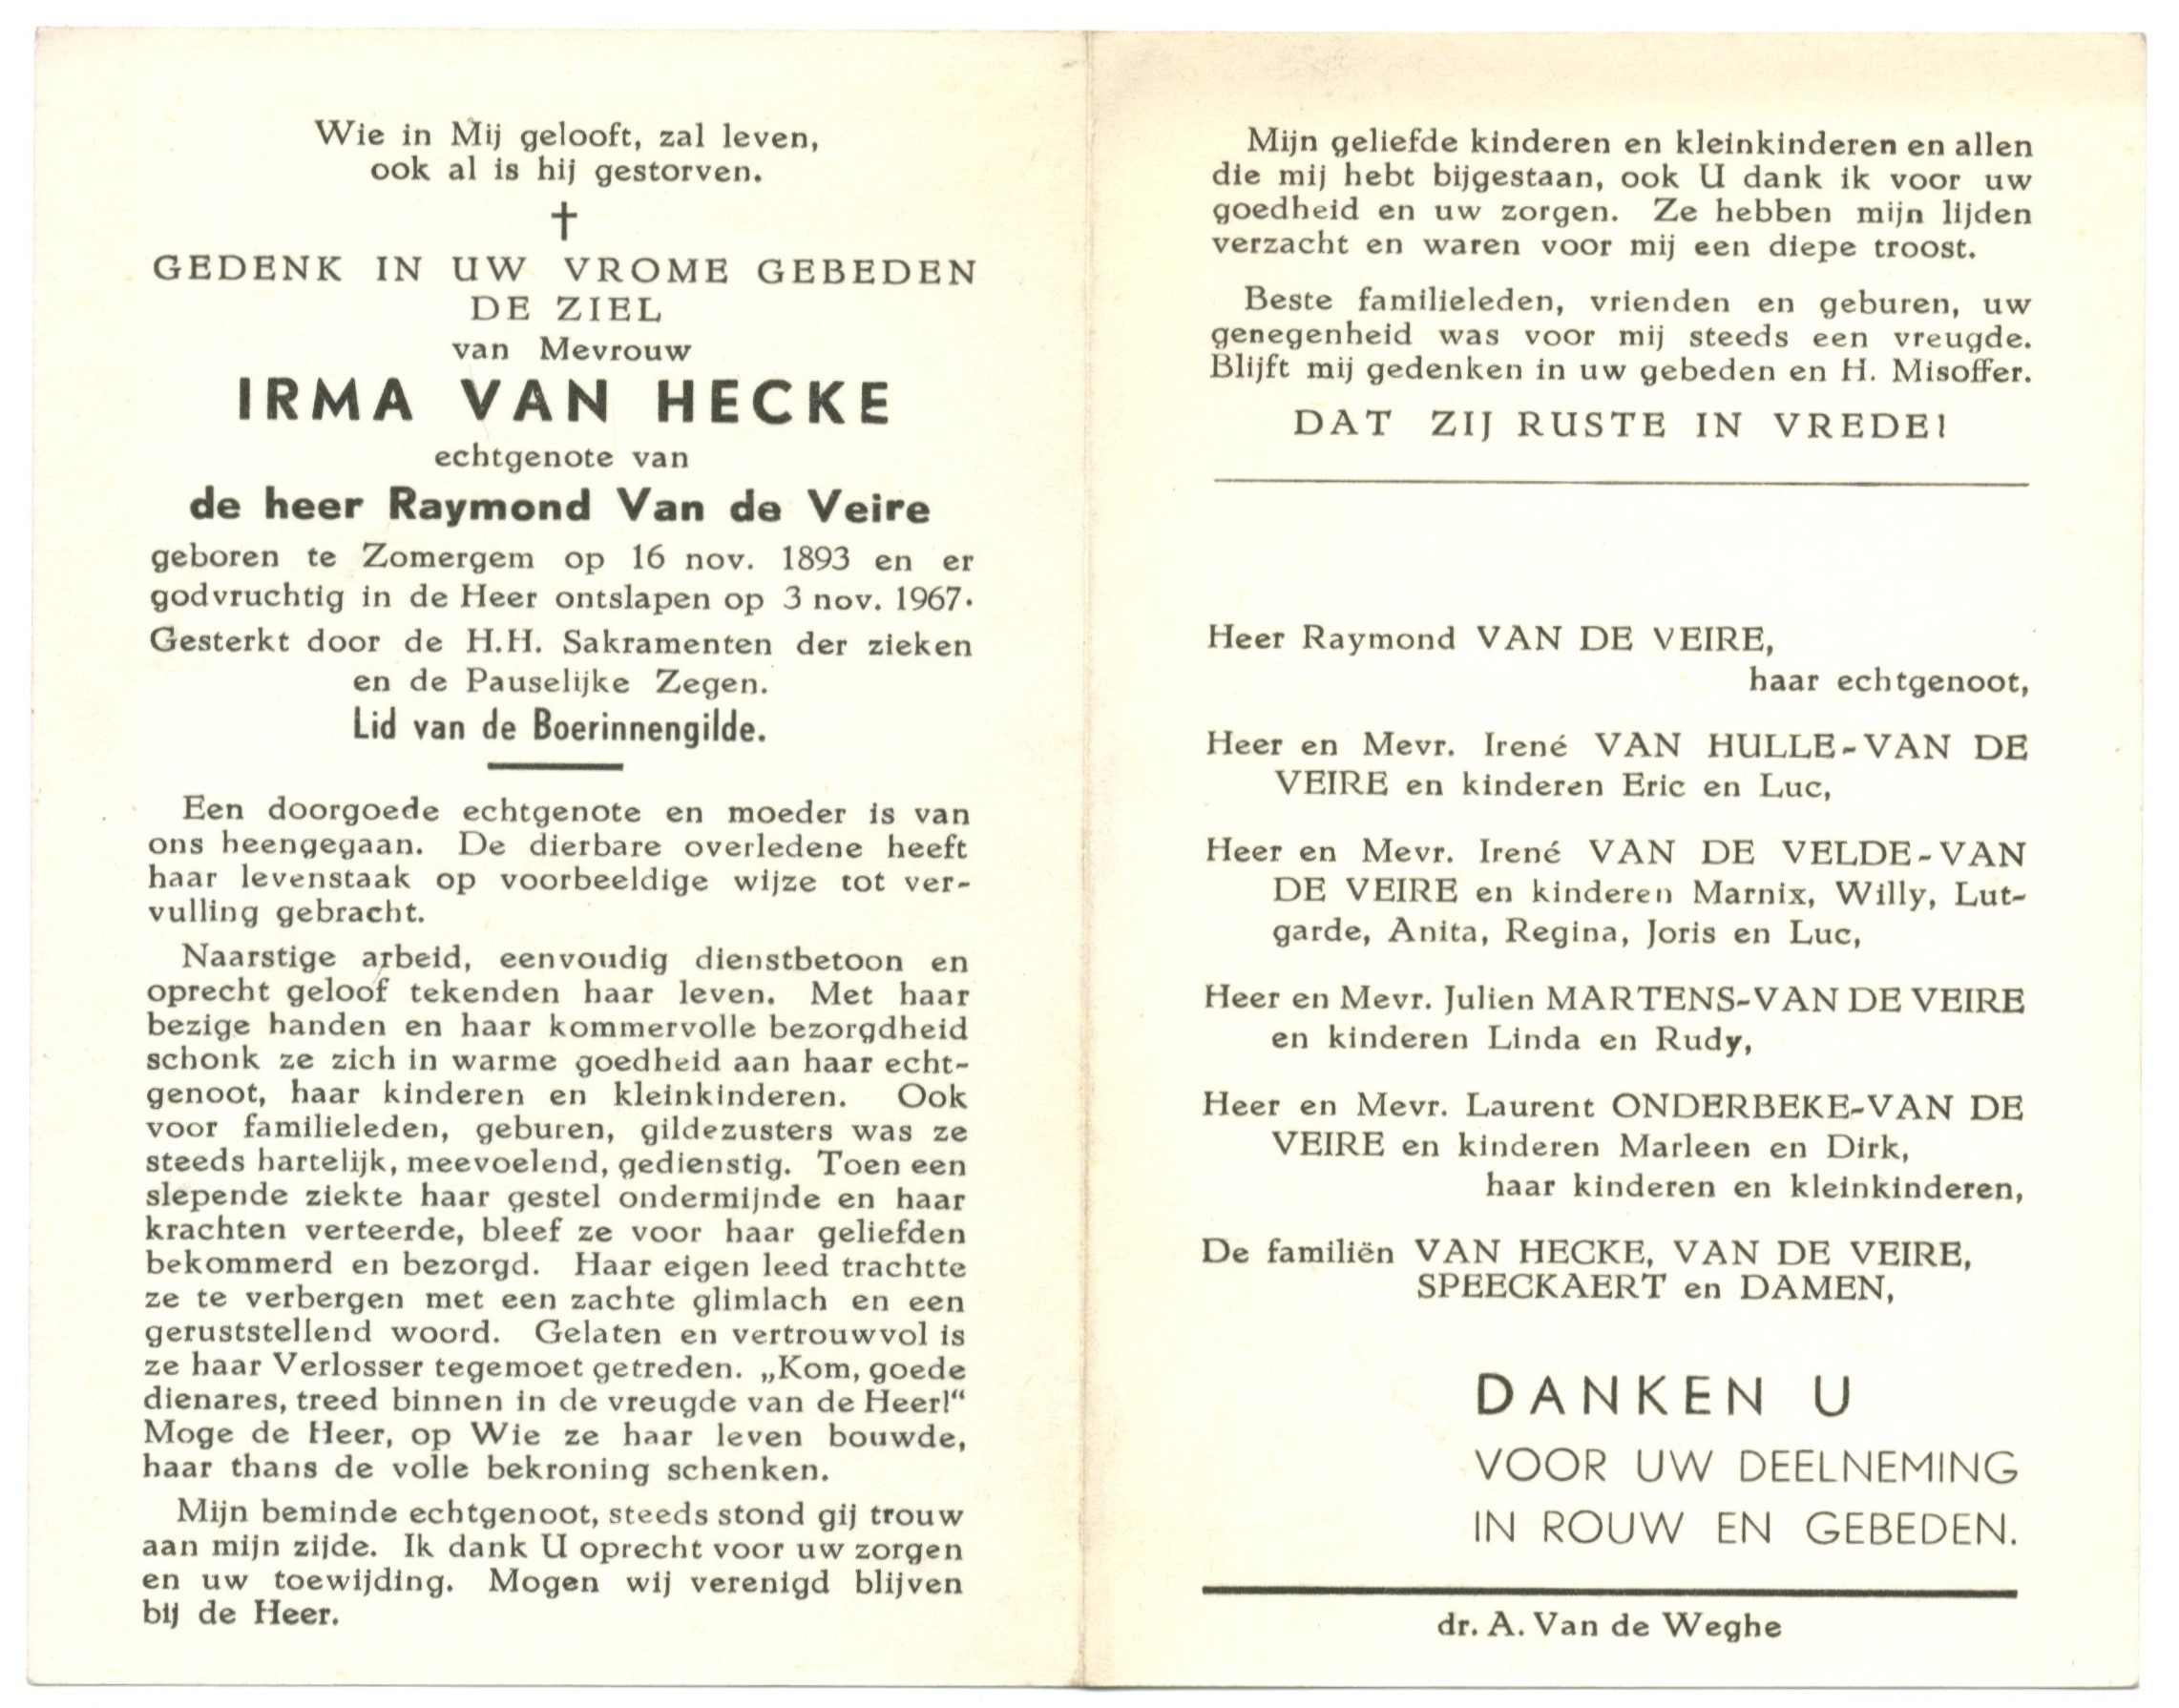 Wie in Mij gelooft, zal leven,
ook al is hij gestorven.
✝
GEDENK IN UW VROME GEBEDEN
DE ZIEL
van Mevrouw
IRMA VAN HECKE
echtgenote van
de heer Raymond Van de Veire
geboren te Zomergem op 16 nov. 1893 en er
godvruchtig in de Heer ontslapen op 3 nov. 1967.
Gesterkt door de H.H. Sakramenten der zieken
en de Pauselijke Zegen.
Lid van de Boerinnengilde.
Een doorgoede echtgenote en moeder is van
ons heengegaan. De dierbare overledene heeft
haar levenstaak op voorbeeldige wijze tot ver-
vulling gebracht.
Naarstige arbeid, eenvoudig dienstbetoon en
oprecht geloof tekenden haar leven. Met haar
bezige handen en haar kommervolle bezorgdheid
schonk ze zich in warme goedheid aan haar echt-
genoot, haar kinderen en kleinkinderen. Ook
voor familieleden, geburen, gildezusters was ze
steeds hartelijk, meevoelend, gedienstig. Toen een
slepende ziekte haar gestel ondermijnde en haar
krachten verteerde, bleef ze voor haar geliefden
bekommerd en bezorgd. Haar eigen leed trachtte
ze te verbergen met een zachte glimlach en een
geruststellend woord. Gelaten en vertrouwvol is
ze haar Verlosser tegemoet getreden. „Kom, goede
dienares, treed binnen in de vreugde van de Heer!“
Moge de Heer, op Wie ze haar leven bouwde,
haar thans de volle bekroning schenken.
Mijn beminde echtgenoot, steeds stond gij trouw
aan mijn zijde. Ik dank U oprecht voor uw zorgen
en uw toewijding. Mogen wij verenigd blijven
bij de Heer.
Mijn geliefde kinderen en kleinkinderen en allen
die mij hebt bijgestaan, ook U dank ik voor uw
goedheid en uw zorgen. Ze hebben mijn lijden
verzacht en waren voor mij een diepe troost.
Beste familieleden, vrienden en geburen, uw
genegenheid was voor mij steeds een vreugde.
Blijft mij gedenken in uw gebeden en H. Misoffer.
DAT ZIJ RUSTE IN VREDE!
Heer Raymond VAN DE VEIRE,
haar echtgenoot,
Heer en Mevr. Irené VAN HULLE-VAN DE
VEIRE en kinderen Eric en Luc,
Heer en Mevr. Irené VAN DE VELDE-VAN
DE VEIRE en kinderen Marnix, Willy, Lut-
garde, Anita, Regina, Joris en Luc,
Heer en Mevr. Julien MARTENS-VAN DE VEIRE
en kinderen Linda en Rudy,
Heer en Mevr. Laurent ONDERBEKE-VAN DE
VEIRE en kinderen Marleen en Dirk,
haar kinderen en kleinkinderen,
De familiën VAN HECKE, VAN DE VEIRE,
SPEECKAERT en DAMEN,
DANKEN U
VOOR UW DEELNEMING
IN ROUW EN GEBEDEN.
dr. A. Van de Weghe